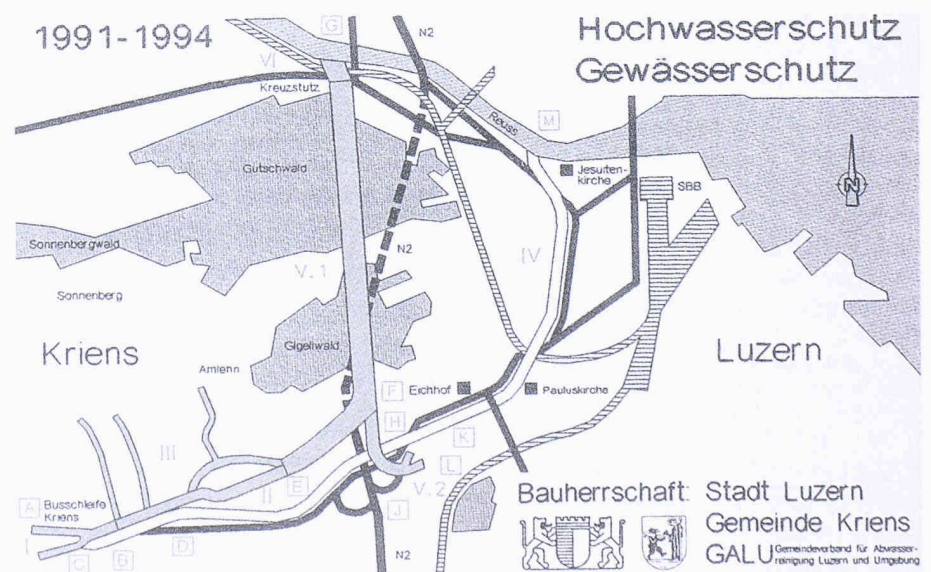 1991-1994
Hochwasserschutz
Gewässerschutz
G
N2
VI
Kreuzstutz
Reuss
M
Gütschwald
Jesuiten-
kirche
SBB
Sonnenbergwald
N2
IV
V.1
Sonnenberg
Kriens
Gigeliwald
Luzern
Amlehn
F
Eichhof
Pauluskirche
H
K
III
L
E
II
V.2
A
Busschleife
Kriens
J
I
D
B
C
N2
Bauherrschaft: Stadt Luzern
Gemeinde Kriens
GALU Gemeindeverband für Abwasser-
reinigung Luzern und Umgebung